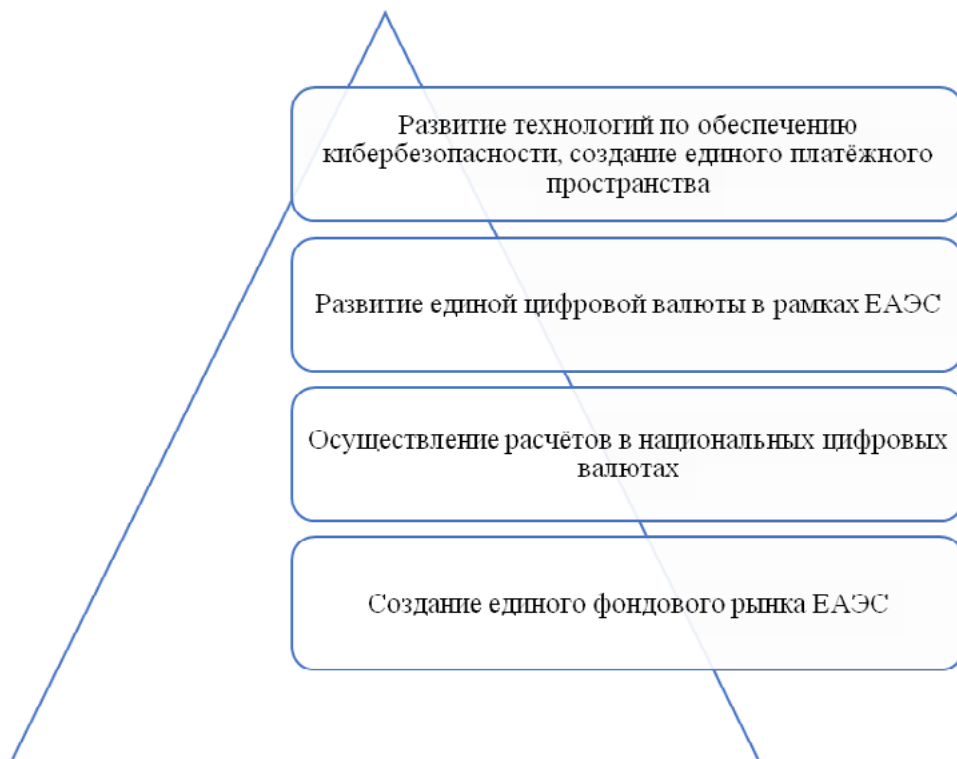 Развитие технологий по обеспечению
кибербезопасности, создание единого платёжного
пространства
Развитие единой цифровой валюты в рамках ЕАЭС
Осуществление расчётов в национальных цифровых
валютах
Создание единого фондового рынка ЕАЭС